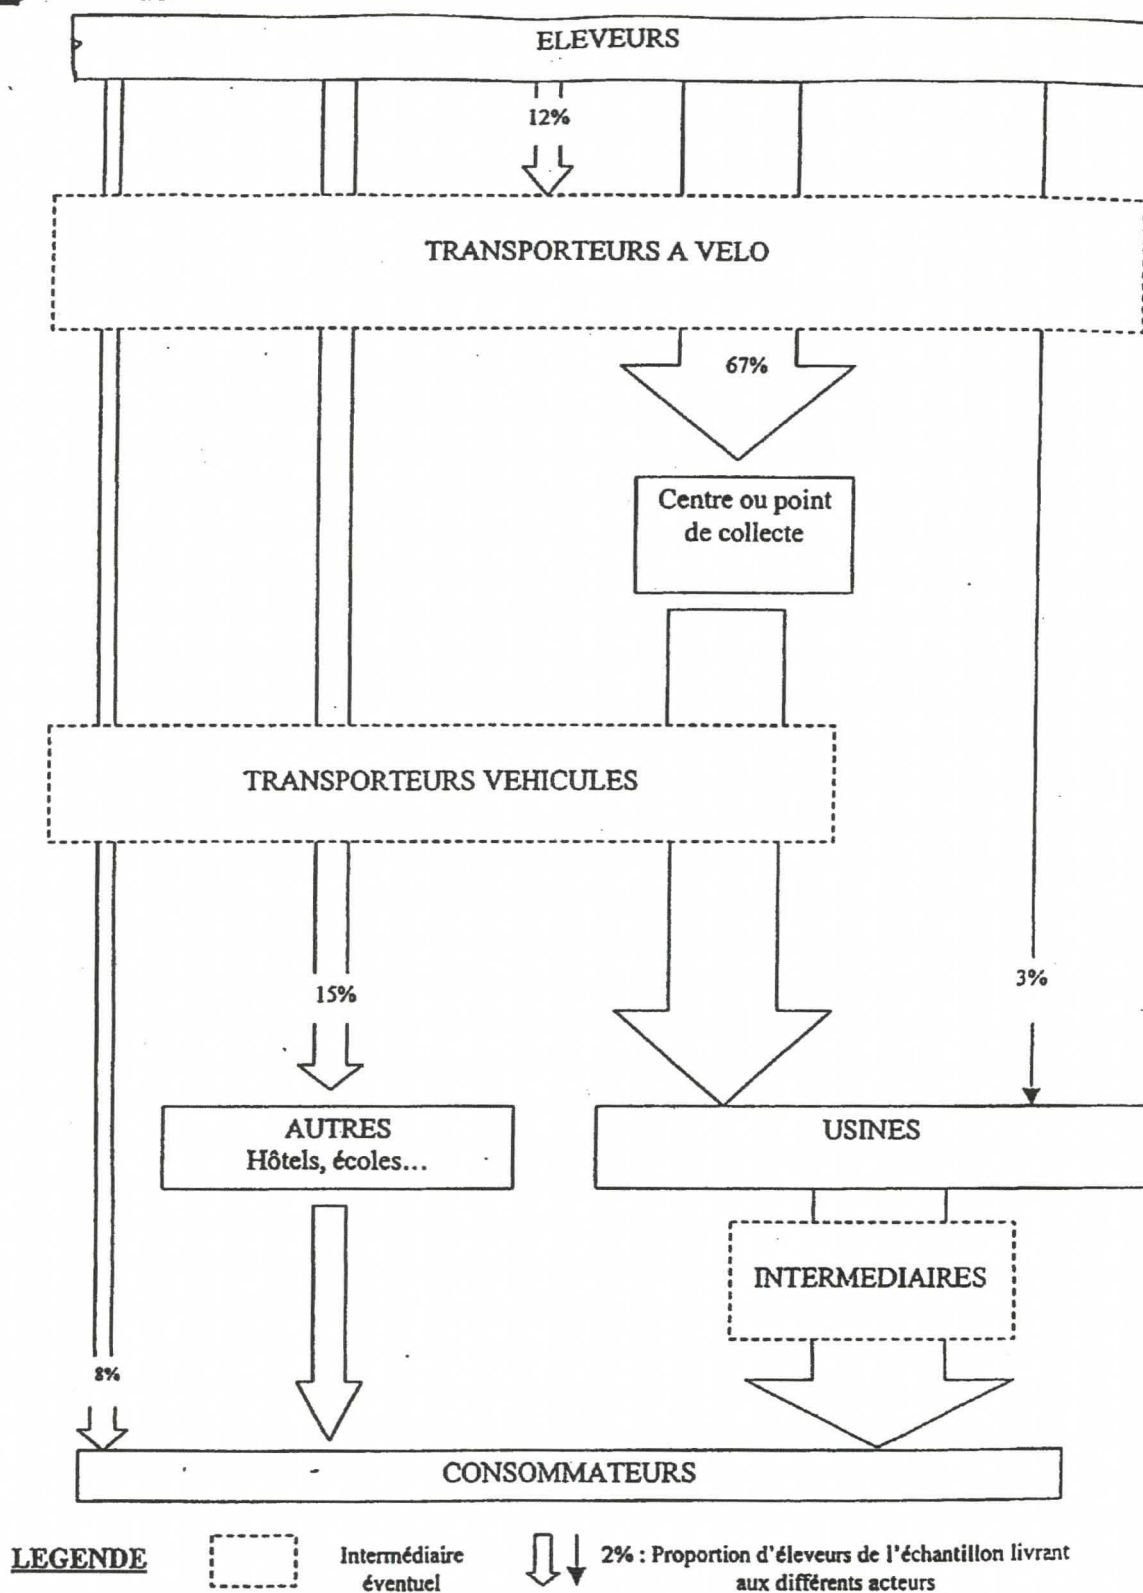 ELEVEURS
12%
TRANSPORTEURS A VELO
67%
Centre ou point
de collecte
TRANSPORTEURS VEHICULES
15%
3%
AUTRES
Hôtels, écoles...
USINES
INTERMEDIAIRES
8%
CONSOMMATEURS
LEGENDE
Intermédiaire
éventuel
2% : Proportion d'éleveurs de l'échantillon livrant
aux différents acteurs